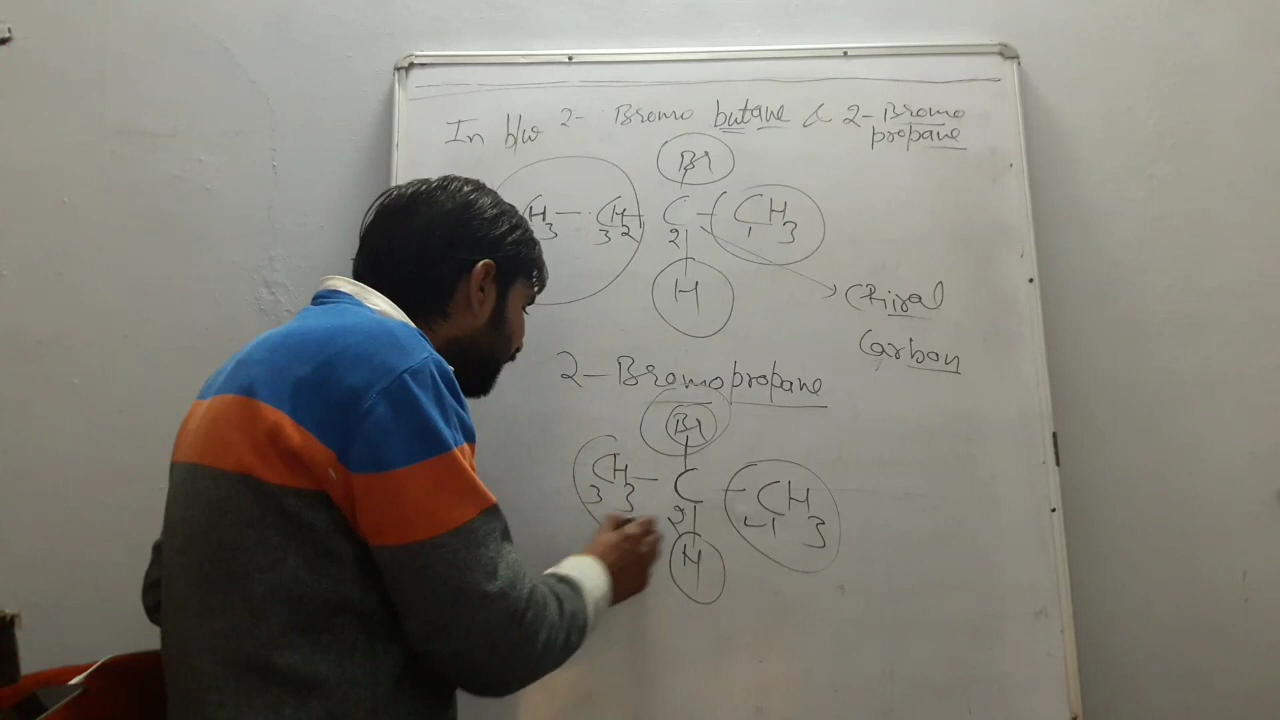 In b/w 2- Bromo butane & 2-Bromo
propane
Br
H3 — CH2 — C — CH3
3 2 1
H
Chiral
Carbon
2-Bromopropane
Br
CH3 — C — CH3
3 2 1
H